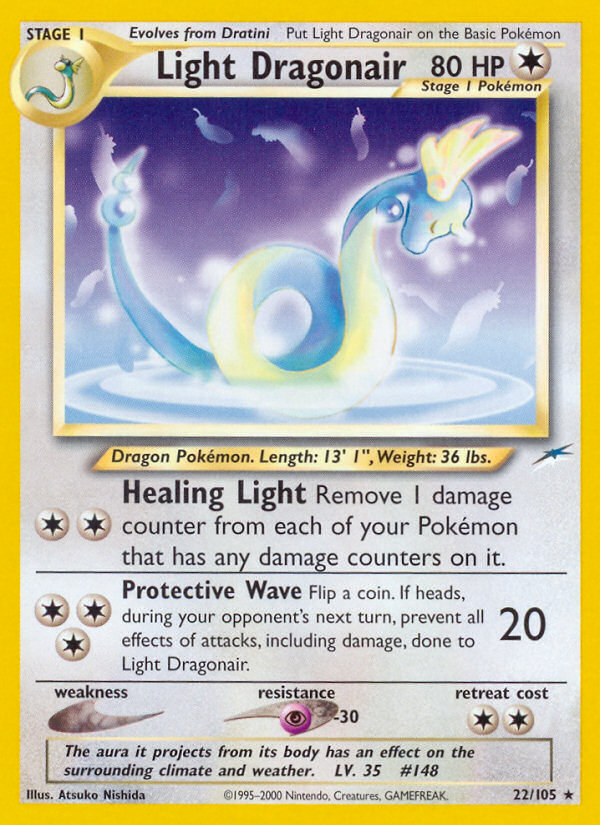 STAGE 1 Evolves from Dratini Put Light Dragonair on the Basic Pokémon
Light Dragonair 80 HP
Stage 1 Pokémon
Dragon Pokémon. Length: 13' 1", Weight: 36 lbs.
Healing Light Remove 1 damage
counter from each of your Pokémon
that has any damage counters on it.
Protective Wave Flip a coin. If heads,
during your opponent's next turn, prevent all
effects of attacks, including damage, done to
Light Dragonair.
20
weakness resistance retreat cost
-30
The aura it projects from its body has an effect on the
surrounding climate and weather. LV. 35 #148
Illus. Atsuko Nishida ©1995-2000 Nintendo, Creatures, GAMEFREAK. 22/105 ★